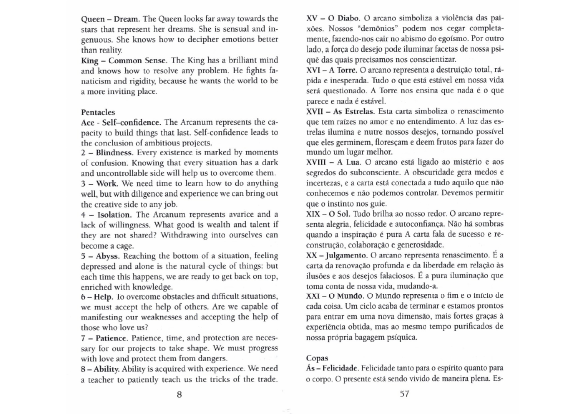 Queen – Dream. The Queen looks far away towards the
stars that represent her dreams. She is sensual and in-
genuous. She knows how to decipher emotions better
than reality.
King – Common Sense. The King has a brilliant mind
and knows how to resolve any problem. He fights fa-
naticism and rigidity, because he wants the world to be
a more inviting place.
Pentacles
Ace - Self–confidence. The Arcanum represents the ca-
pacity to build things that last. Self-confidence leads to
the conclusion of ambitious projects.
2 – Blindness. Every existence is marked by moments
of confusion. Knowing that every situation has a dark
and uncontrollable side will help us to overcome them.
3 – Work. We need time to learn how to do anything
well, but with diligence and experience we can bring out
the creative side to any job.
4 – Isolation. The Arcanum represents avarice and a
lack of willingness. What good is wealth and talent if
they are not shared? Withdrawing into ourselves can
become a cage.
5 – Abyss. Reaching the bottom of a situation, feeling
depressed and alone is the natural cycle of things: but
each time this happens, we are ready to get back on top,
enriched with knowledge.
6 – Help. To overcome obstacles and difficult situations,
we must accept the help of others. Are we capable of
manifesting our weaknesses and accepting the help of
those who love us?
7 – Patience. Patience, time, and protection are neces-
sary for our projects to take shape. We must progress
with love and protect them from dangers.
8 – Ability. Ability is acquired with experience. We need
a teacher to patiently teach us the tricks of the trade.
8
XV – O Diabo. O arcano simboliza a violência das pai-
xões. Nossos "demônios" podem nos cegar completa-
mente, fazendo-nos cair no abismo do egoísmo. Por outro
lado, a força do desejo pode iluminar facetas de nossa psi-
quê das quais precisamos nos conscientizar.
XVI – A Torre. O arcano representa a destruição total, rá-
pida e inesperada. Tudo o que está estável em nossa vida
será questionado. A Torre nos ensina que nada é o que
parece e nada é estável.
XVII – As Estrelas. Esta carta simboliza o renascimento
que tem raízes no amor e no entendimento. A luz das es-
trelas ilumina e nutre nossos desejos, tornando possível
que eles germinem, floresçam e deem frutos para fazer do
mundo um lugar melhor.
XVIII – A Lua. O arcano está ligado ao mistério e aos
segredos do subconsciente. A obscuridade gera medos e
incertezas, e a carta está conectada a tudo aquilo que não
conhecemos e não podemos controlar. Devemos permitir
que o instinto nos guie.
XIX – O Sol. Tudo brilha ao nosso redor. O arcano repre-
senta alegria, felicidade e autoconfiança. Não há sombras
quando a inspiração é pura A carta fala de sucesso e re-
construção, colaboração e generosidade.
XX – Julgamento. O arcano representa renascimento. É a
carta da renovação profunda e da liberdade em relação às
ilusões e aos desejos falaciosos. É a pura iluminação que
toma conta de nossa vida, mudando-a.
XXI – O Mundo. O Mundo representa o fim e o início de
cada coisa. Um ciclo acaba de terminar e estamos prontos
para entrar em uma nova dimensão, mais fortes graças à
experiência obtida, mas ao mesmo tempo purificados de
nossa própria bagagem psíquica.
Copas
Ás – Felicidade. Felicidade tanto para o espírito quanto para
o corpo. O presente está sendo vivido de maneira plena. Es-
57